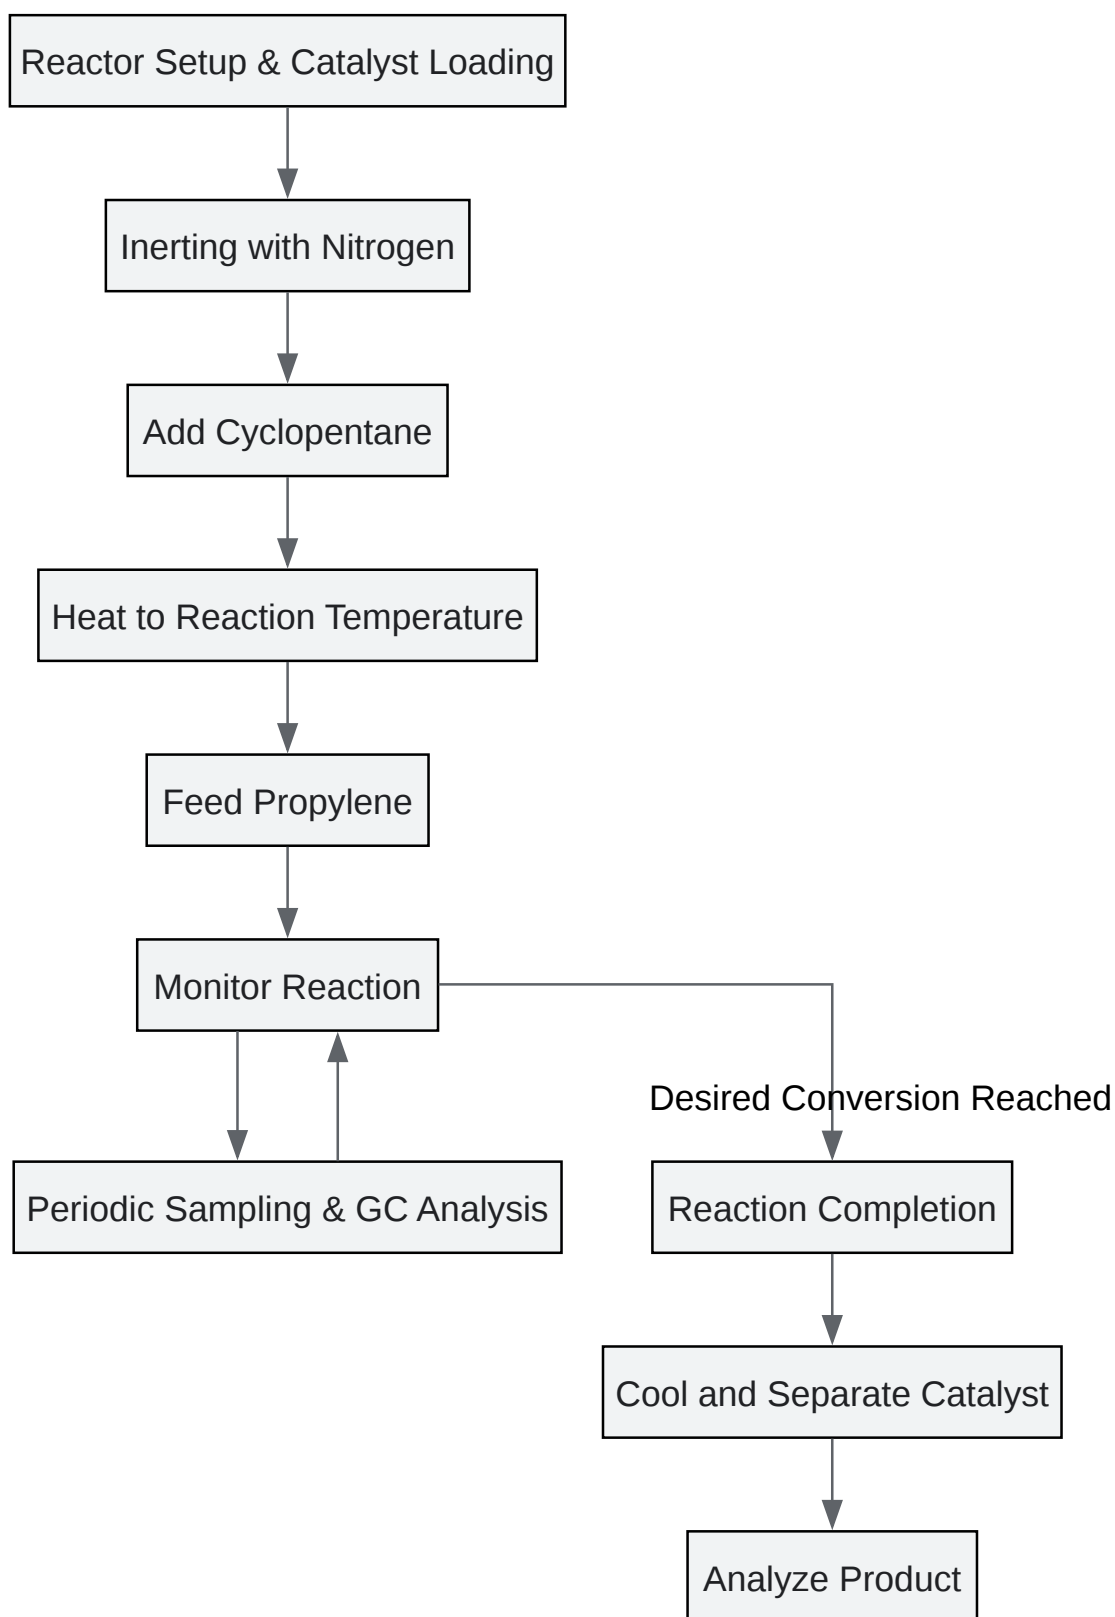 Reactor Setup & Catalyst Loading
Inerting with Nitrogen
Add Cyclopentane
Heat to Reaction Temperature
Feed Propylene
Monitor Reaction
Desired Conversion Reached
Periodic Sampling & GC Analysis
Reaction Completion
Cool and Separate Catalyst
Analyze Product